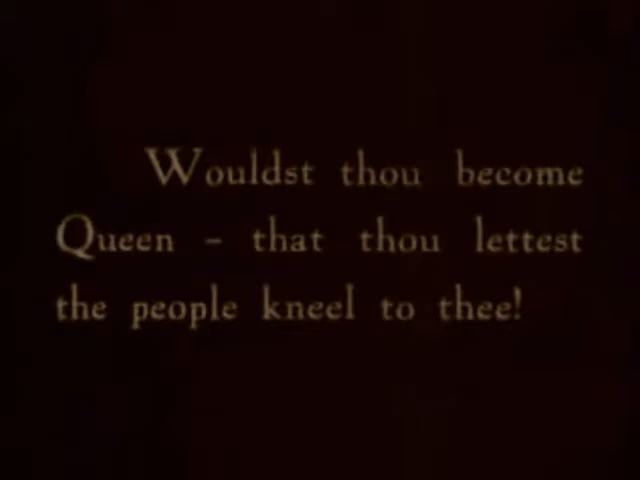 Wouldst thou become
Queen - that thou lettest
the people kneel to thee!